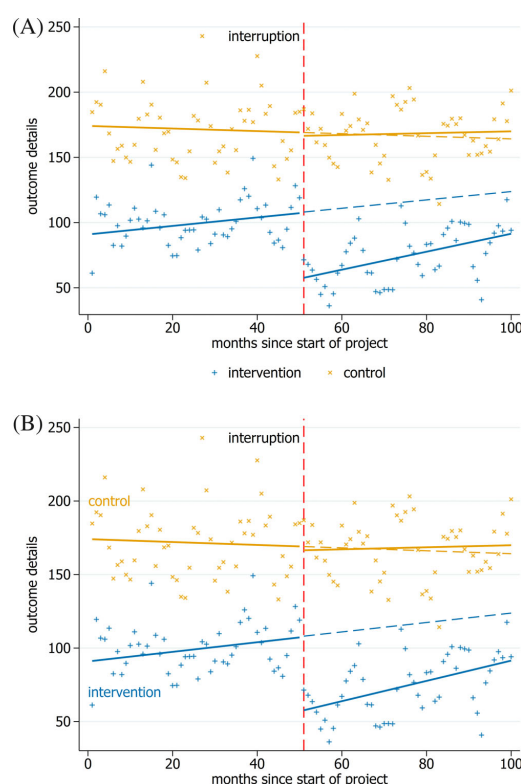 (A)
250
interruption
200
outcome details
150
100
50
0 20 40 60 80 100
months since start of project
+ intervention × control
(B)
250
interruption
200
control
outcome details
150
100
intervention
50
0 20 40 60 80 100
months since start of project